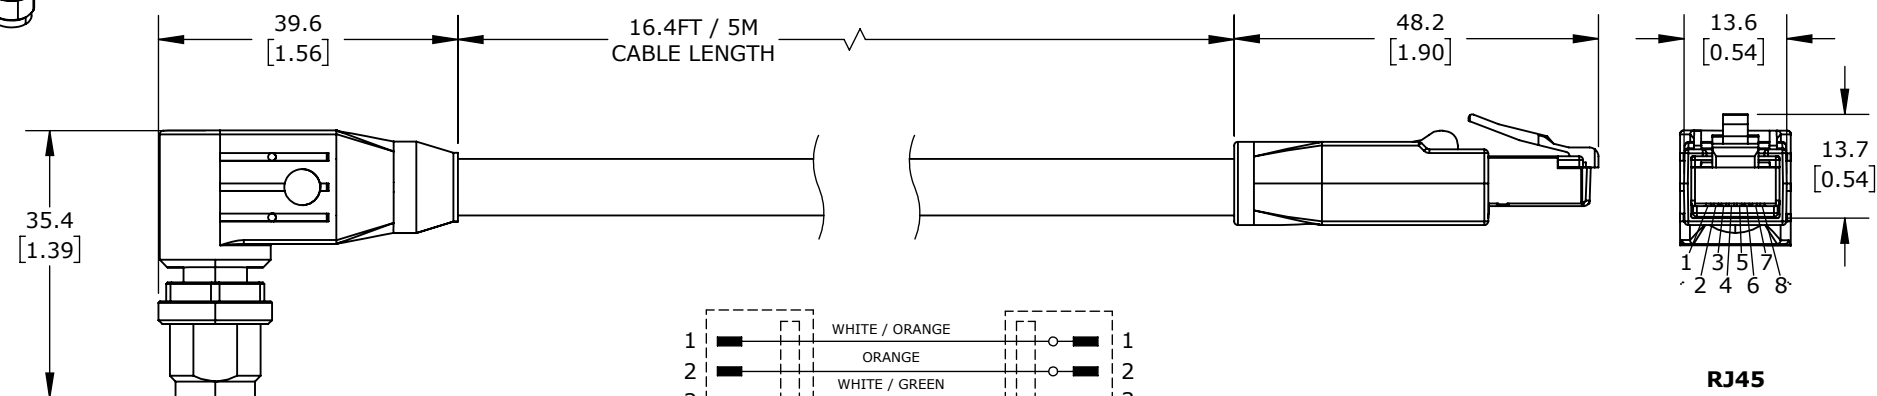 39.6
[1.56]
16.4FT / 5M
CABLE LENGTH
48.2
[1.90]
13.6
[0.54]
13.7
[0.54]
35.4
[1.39]
1 3 5 7
2 4 6 8
1 WHITE / ORANGE 1
ORANGE
2 2
WHITE / GREEN
RJ45